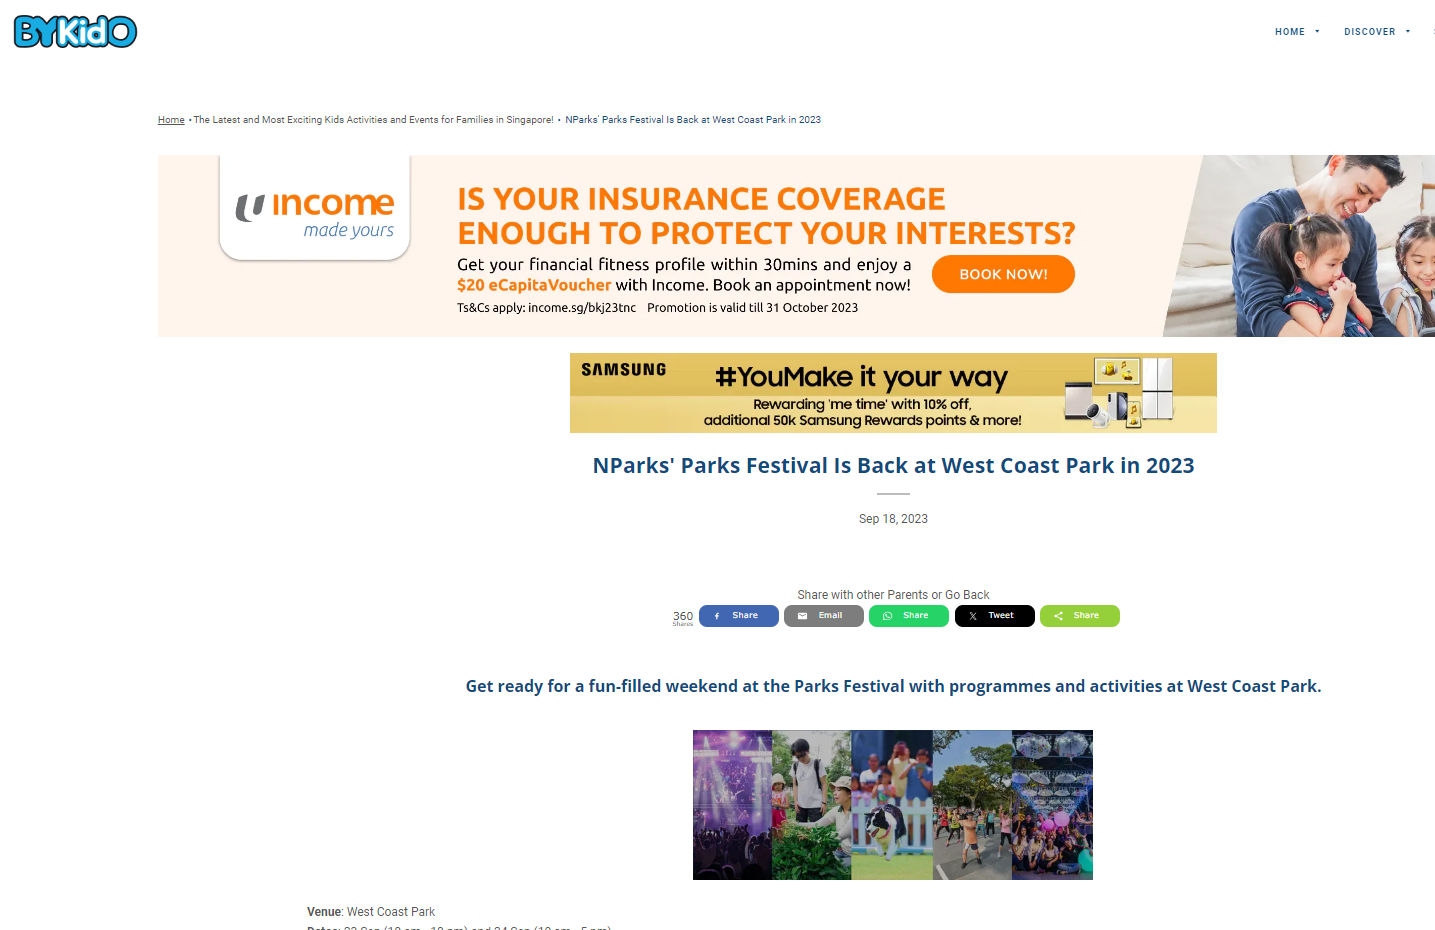 BYKidO
HOME
DISCOVER
Home • The Latest and Most Exciting Kids Activities and Events for Families in Singapore! • NParks' Parks Festival Is Back at West Coast Park in 2023
income
made yours
IS YOUR INSURANCE COVERAGE
ENOUGH TO PROTECT YOUR INTERESTS?
Get your financial fitness profile within 30mins and enjoy a
$20 eCapitaVoucher with Income. Book an appointment now!
BOOK NOW!
Ts&Cs apply: income.sg/bkj23tnc Promotion is valid till 31 October 2023
SAMSUNG
#YouMake it your way
Rewarding 'me time' with 10% off,
additional 50k Samsung Rewards points & more!
NParks' Parks Festival Is Back at West Coast Park in 2023
Sep 18, 2023
Share with other Parents or Go Back
360
Shares
Share
Email
Share
Tweet
Share
Get ready for a fun-filled weekend at the Parks Festival with programmes and activities at West Coast Park.
Venue: West Coast Park